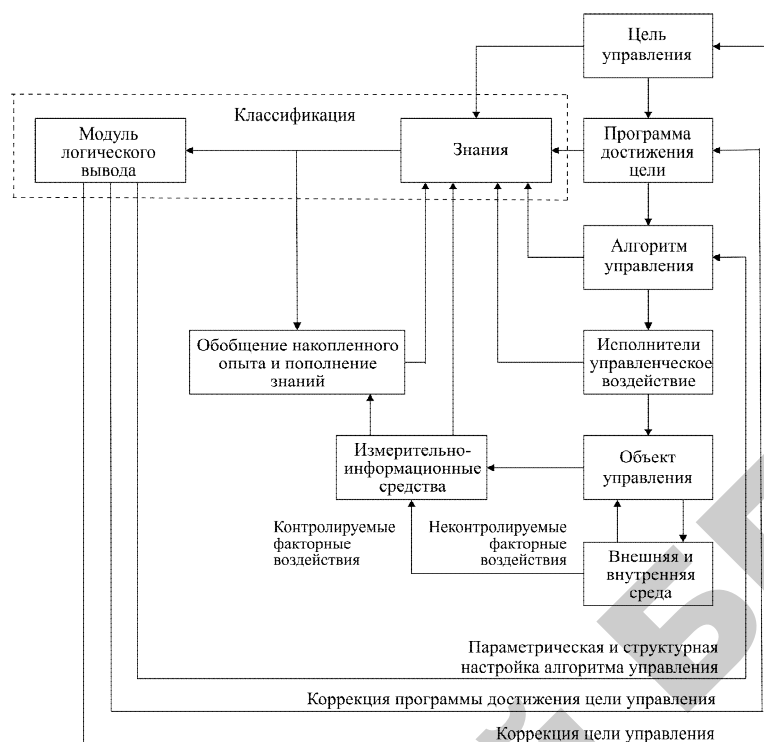 Цель
управления
Классификация
Модуль
логического
вывода
Знания
Программа
достижения
цели
Алгоритм
управления
Обобщение накопленного
опыта и пополнение
знаний
Исполнители
управленческое
воздействие
Измерительно-
информационные
средства
Объект
управления
Контролируемые
факторные
воздействия
Неконтролируемые
факторные
воздействия
Внешняя и
внутренняя
среда
Параметрическая и структурная
настройка алгоритма управления
Коррекция программы достижения цели управления
Коррекция цели управления